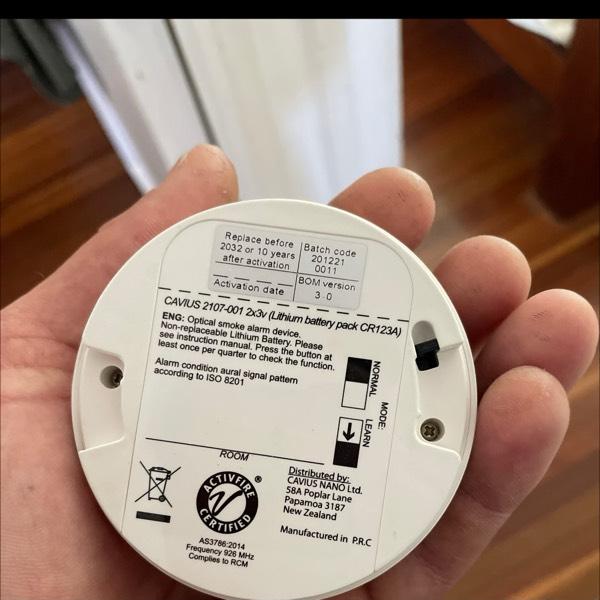 Replace before
2032 or 10 years
after activation
Activation date
Batch code
201221
0011
BOM version
3-0
CAVIUS 2107-001 2x3v (Lithium battery pack CR123A)
ENG: Optical smoke alarm device.
Non-replaceable Lithium Battery. Please
see instruction manual. Press the button at
least once per quarter to check the function.
Alarm condition aural signal pattern
according to ISO 8201
NORMAL
MODE:
LEARN
ROOM
ACTIVFIRE
CERTIFIED
®
AS3786:2014
Frequency 926 MHz
Complies to RCM
Distributed by:
CAVIUS NANO Ltd.
58A Poplar Lane
Papamoa 3187
New Zealand
Manufactured in P.R.C